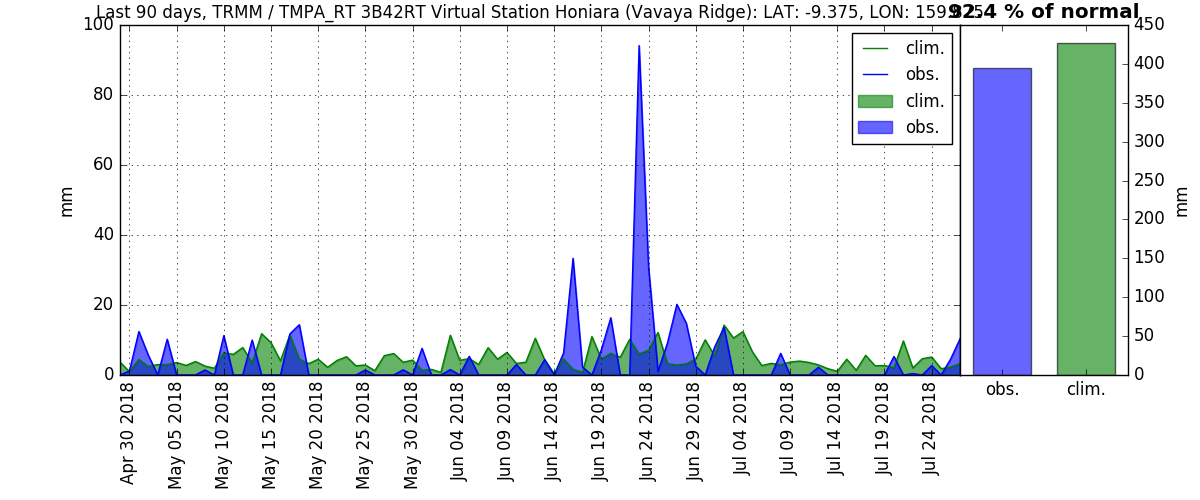 Last 90 days, TRMM / TMPA_RT 3B42RT Virtual Station Honiara (Vavaya Ridge): LAT: -9.375, LON:
92.4 % of normal
100
80
60
40
20
0
mm
clim.
obs.
clim.
obs.
450
400
350
300
250
200
150
100
50
0
mm
obs.
clim.
Apr 30 2018
May 05 2018
May 10 2018
May 15 2018
May 20 2018
May 25 2018
May 30 2018
Jun 04 2018
Jun 09 2018
Jun 14 2018
Jun 19 2018
Jun 24 2018
Jun 29 2018
Jul 04 2018
Jul 09 2018
Jul 14 2018
Jul 19 2018
Jul 24 2018